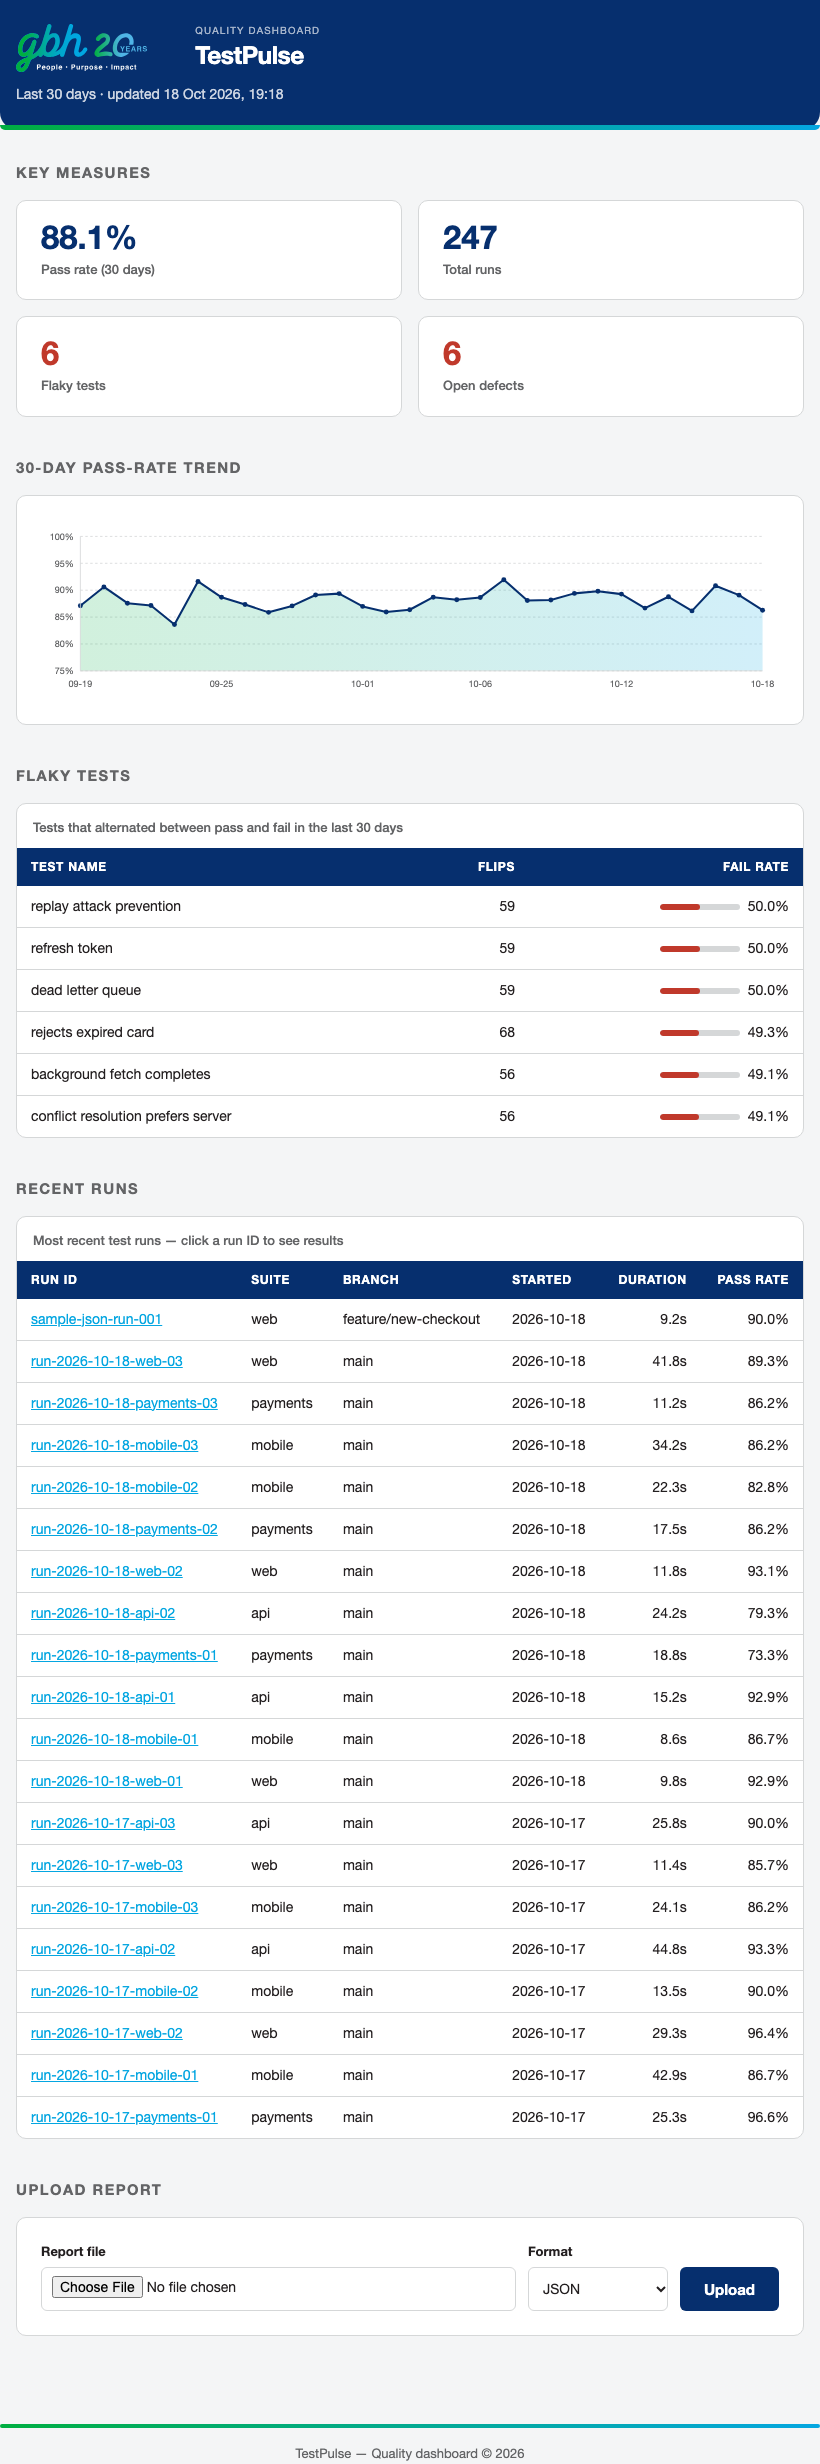 gbh 20 YEARS
People · Purpose · Impact
QUALITY DASHBOARD
TestPulse
Last 30 days · updated 18 Oct 2026, 19:18
KEY MEASURES
88.1%
Pass rate (30 days)
247
Total runs
6
Flaky tests
6
Open defects
30-DAY PASS-RATE TREND
100%
95%
90%
85%
80%
75%
09-19 09-25 10-01 10-06 10-12 10-18
FLAKY TESTS
Tests that alternated between pass and fail in the last 30 days
TEST NAME FLIPS FAIL RATE
replay attack prevention 59 50.0%
refresh token 59 50.0%
dead letter queue 59 50.0%
rejects expired card 68 49.3%
background fetch completes 56 49.1%
conflict resolution prefers server 56 49.1%
RECENT RUNS
Most recent test runs — click a run ID to see results
RUN ID SUITE BRANCH STARTED DURATION PASS RATE
sample-json-run-001 web feature/new-checkout 2026-10-18 9.2s 90.0%
run-2026-10-18-web-03 web main 2026-10-18 41.8s 89.3%
run-2026-10-18-payments-03 payments main 2026-10-18 11.2s 86.2%
run-2026-10-18-mobile-03 mobile main 2026-10-18 34.2s 86.2%
run-2026-10-18-mobile-02 mobile main 2026-10-18 22.3s 82.8%
run-2026-10-18-payments-02 payments main 2026-10-18 17.5s 86.2%
run-2026-10-18-web-02 web main 2026-10-18 11.8s 93.1%
run-2026-10-18-api-02 api main 2026-10-18 24.2s 79.3%
run-2026-10-18-payments-01 payments main 2026-10-18 18.8s 73.3%
run-2026-10-18-api-01 api main 2026-10-18 15.2s 92.9%
run-2026-10-18-mobile-01 mobile main 2026-10-18 8.6s 86.7%
run-2026-10-18-web-01 web main 2026-10-18 9.8s 92.9%
run-2026-10-17-api-03 api main 2026-10-17 25.8s 90.0%
run-2026-10-17-web-03 web main 2026-10-17 11.4s 85.7%
run-2026-10-17-mobile-03 mobile main 2026-10-17 24.1s 86.2%
run-2026-10-17-api-02 api main 2026-10-17 44.8s 93.3%
run-2026-10-17-mobile-02 mobile main 2026-10-17 13.5s 90.0%
run-2026-10-17-web-02 web main 2026-10-17 29.3s 96.4%
run-2026-10-17-mobile-01 mobile main 2026-10-17 42.9s 86.7%
run-2026-10-17-payments-01 payments main 2026-10-17 25.3s 96.6%
UPLOAD REPORT
Report file Format
Choose File No file chosen JSON Upload
TestPulse — Quality dashboard © 2026